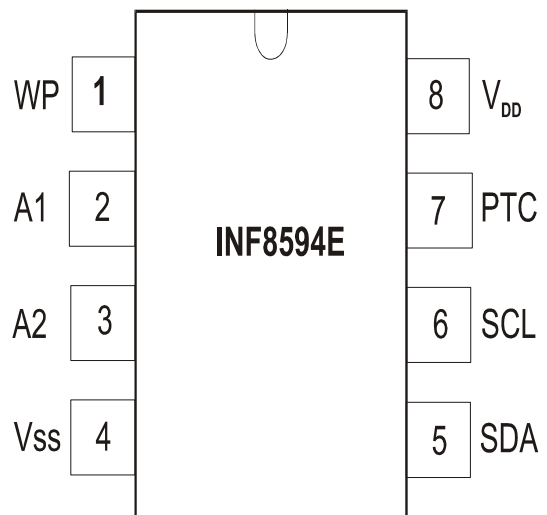 WP 1 8 VDD
A1 2 7 PTC
INF8594E
A2 3 6 SCL
Vss 4 5 SDA